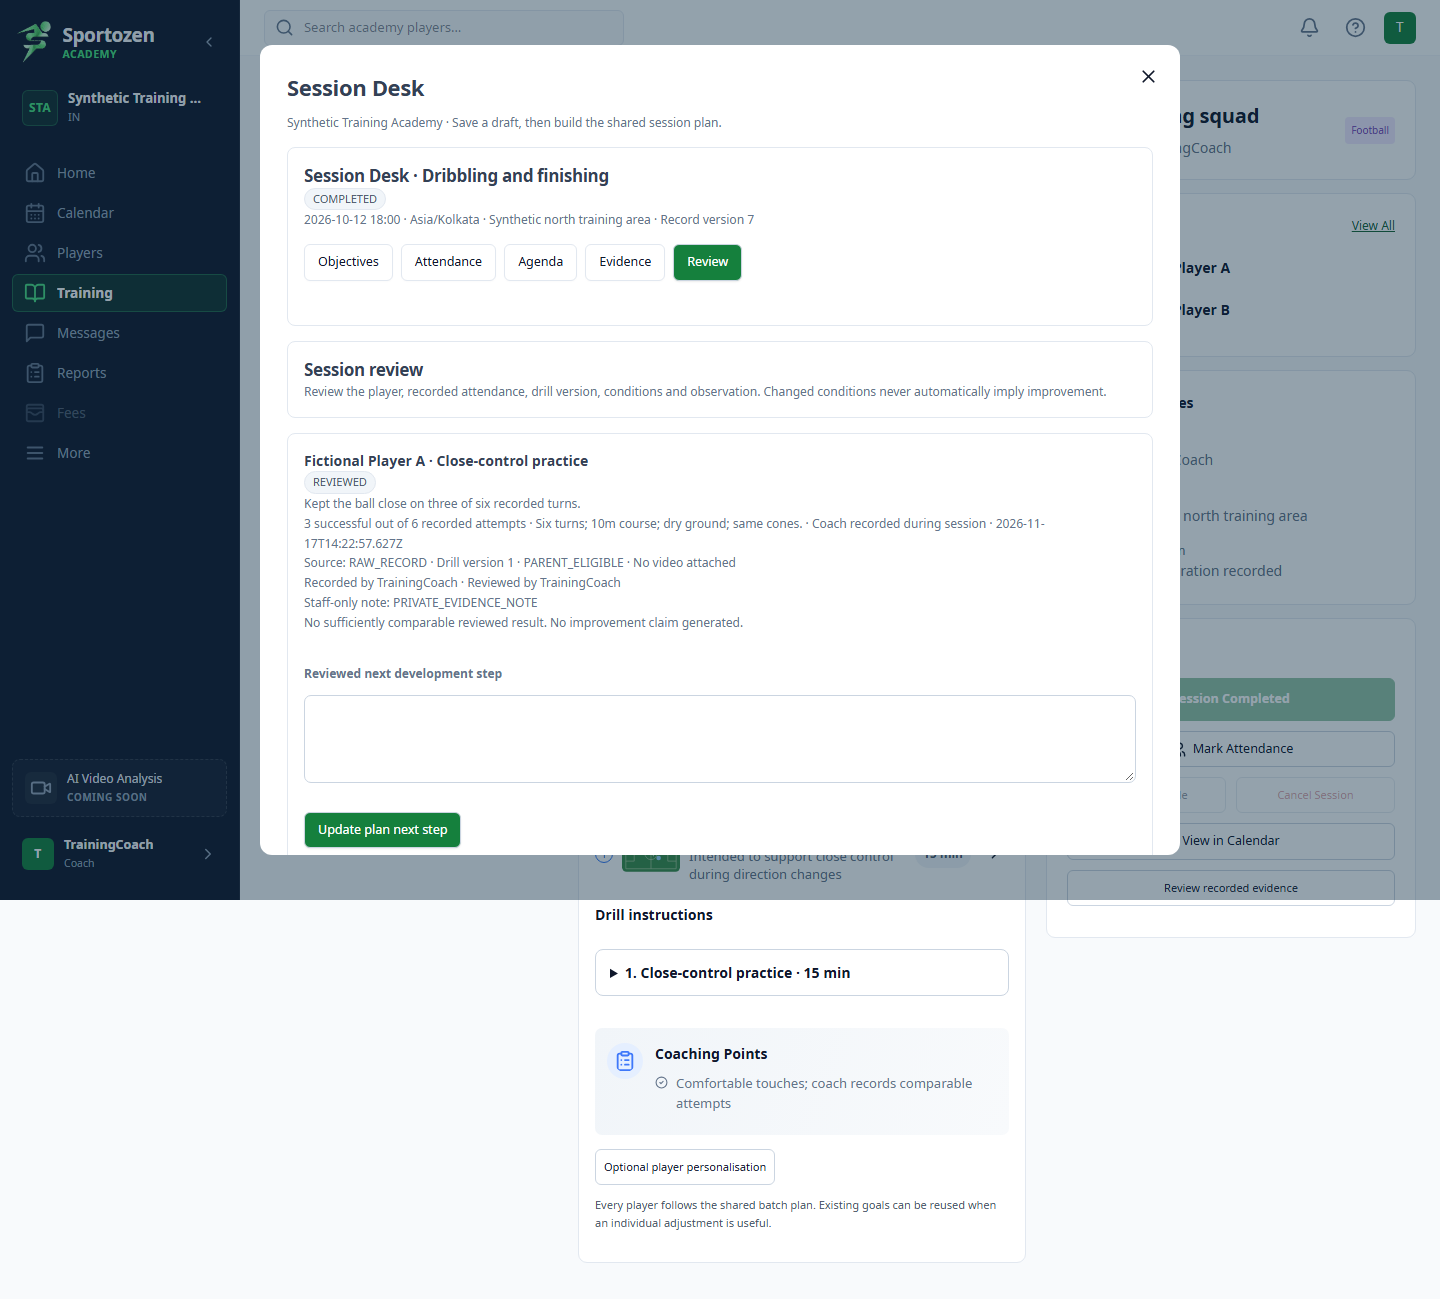 Sportozen
ACADEMY
STA
Synthetic Training ...
IN
Home
Calendar
Players
Training
Messages
Reports
Fees
More
AI Video Analysis
COMING SOON
T
TrainingCoach
Coach
Search academy players...
T
Session Desk
Synthetic Training Academy · Save a draft, then build the shared session plan.
Session Desk · Dribbling and finishing
COMPLETED
2026-10-12 18:00 · Asia/Kolkata · Synthetic north training area · Record version 7
Objectives
Attendance
Agenda
Evidence
Review
Session review
Review the player, recorded attendance, drill version, conditions and observation. Changed conditions never automatically imply improvement.
Fictional Player A · Close-control practice
REVIEWED
Kept the ball close on three of six recorded turns.
3 successful out of 6 recorded attempts · Six turns; 10m course; dry ground; same cones. · Coach recorded during session · 2026-11-
17T14:22:57.627Z
Source: RAW_RECORD · Drill version 1 · PARENT_ELIGIBLE · No video attached
Recorded by TrainingCoach · Reviewed by TrainingCoach
Staff-only note: PRIVATE_EVIDENCE_NOTE
No sufficiently comparable reviewed result. No improvement claim generated.
Reviewed next development step
Update plan next step
squad
Football
View All
Player A
Player B
north training area
recorded
Session Completed
Mark Attendance
Cancel Session
View in Calendar
Review recorded evidence
Intended to support close control
during direction changes
Drill instructions
1. Close-control practice · 15 min
Coaching Points
Comfortable touches; coach records comparable
attempts
Optional player personalisation
Every player follows the shared batch plan. Existing goals can be reused when
an individual adjustment is useful.